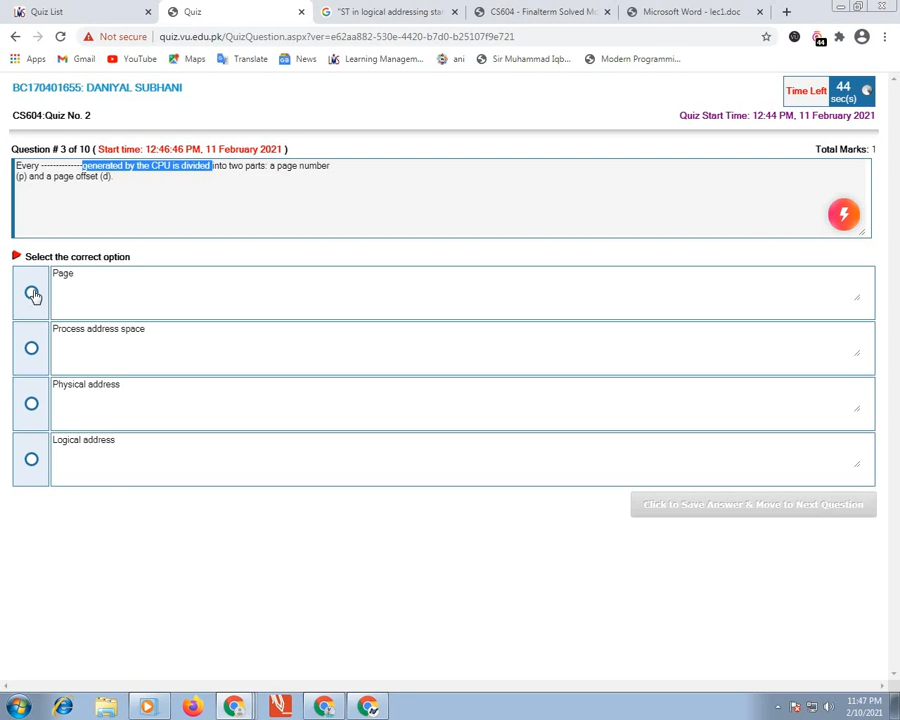 Quiz List
Quiz
"ST in logical addressing star
CS604 - Finalterm Solved Mo
Microsoft Word - lec1.doc
Not secure
quiz.vu.edu.pk/QuizQuestion.aspx?ver=e62aa882-530e-4420-b7d0-b25107f9e721
44
Apps
Gmail
YouTube
Maps
Translate
News
Learning Managem...
ani
Sir Muhammad Iqb...
Modern Programmi...
BC170401655: DANIYAL SUBHANI
Time Left
44
sec(s)
CS604:Quiz No. 2
Quiz Start Time: 12:44 PM, 11 February 2021
Question # 3 of 10 ( Start time: 12:46:46 PM, 11 February 2021 )
Total Marks: 1
Every --------------generated by the CPU is divided into two parts: a page number
(p) and a page offset (d).
Select the correct option
Page
Process address space
Physical address
Logical address
Click to Save Answer & Move to Next Question
11:47 PM
2/10/2021